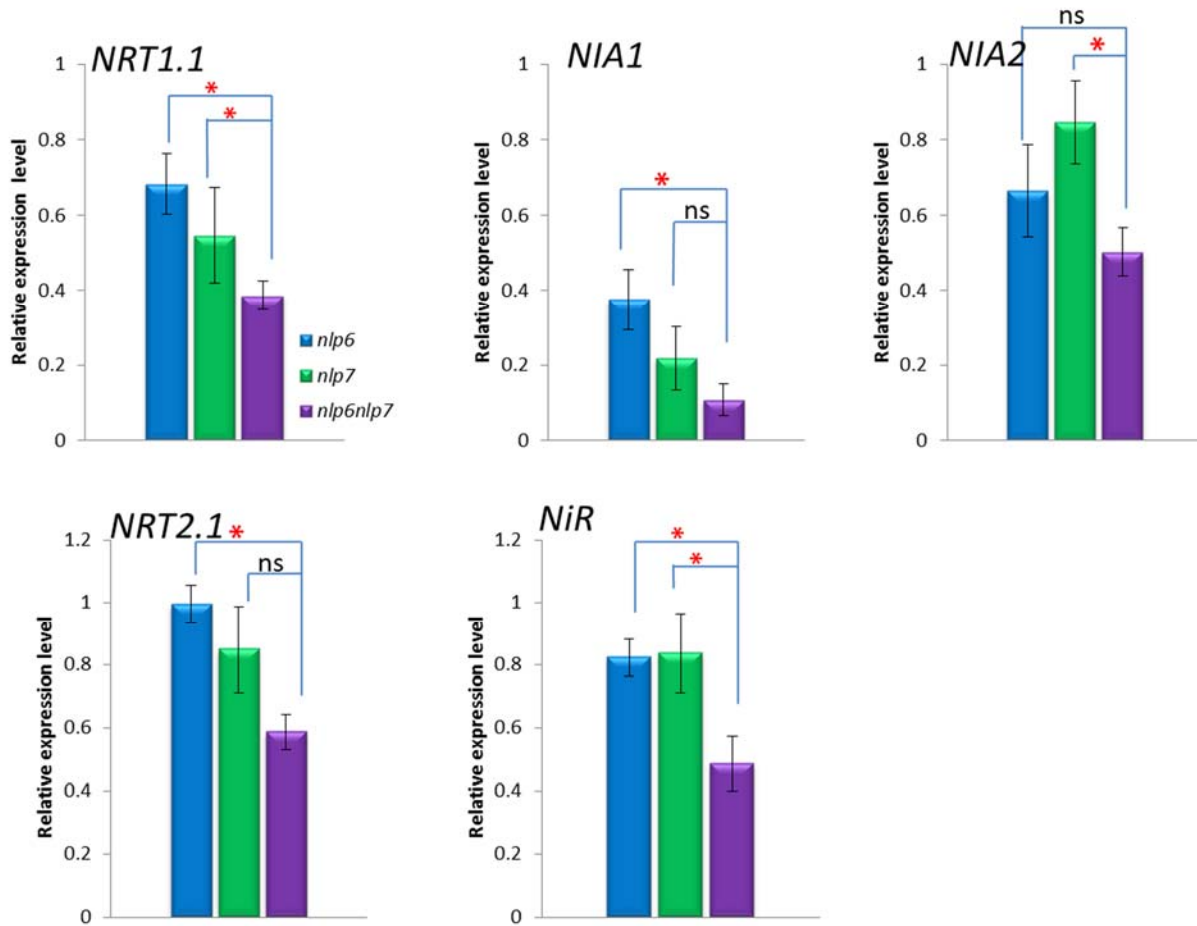 NRT1.1
Relative expression level
1
0.8
0.6
0.4
0.2
0
*
*
nlp6
nlp7
nlp6nlp7
NIA1
Relative expression level
1
0.8
0.6
0.4
0.2
0
*
ns
NIA2
Relative expression level
1
0.8
0.6
0.4
0.2
0
ns
*
NRT2.1
Relative expression level
1.2
1
0.8
0.6
0.4
0.2
0
*
ns
NiR
Relative expression level
1.2
1
0.8
0.6
0.4
0.2
0
*
*